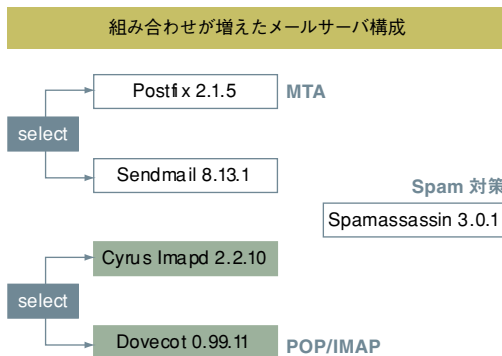 組み合わせが増えたメールサーバ構成
Postfix 2.1.5
MTA
select
Sendmail 8.13.1
Spam 対策
Spamassassin 3.0.1
Cyrus Imapd 2.2.10
select
Dovecot 0.99.11
POP/IMAP